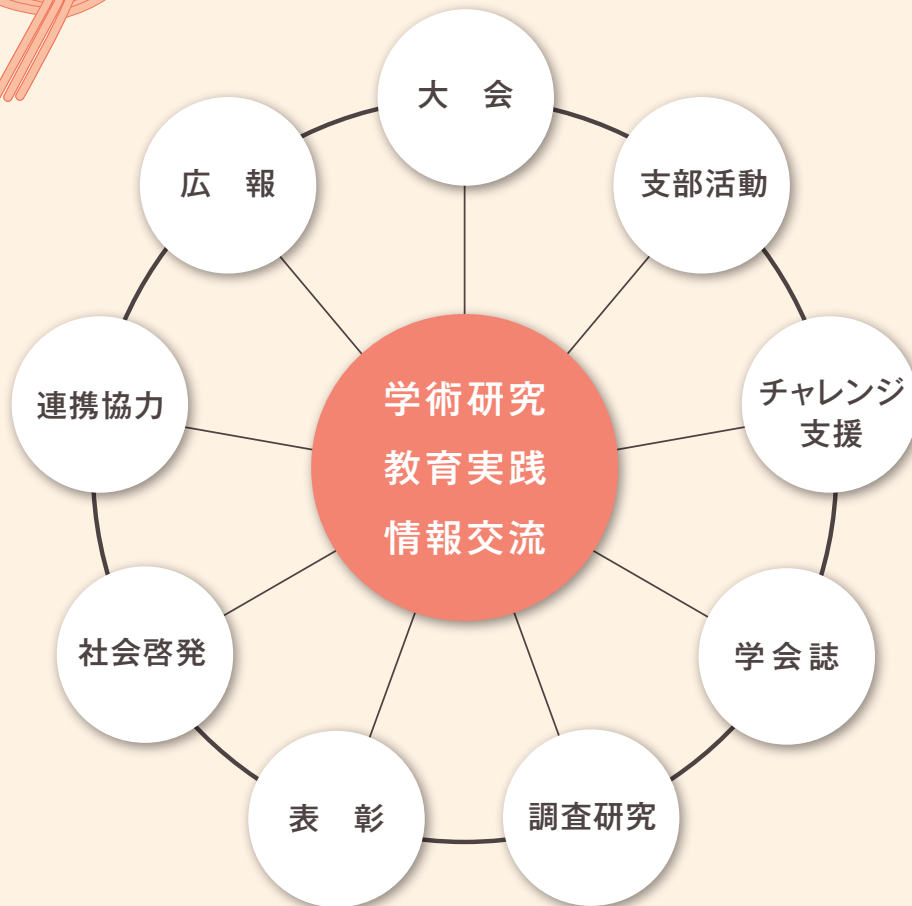 大　会
支部活動
チャレンジ
支援
学会誌
調査研究
表　彰
社会啓発
連携協力
広　報
学術研究
教育実践
情報交流